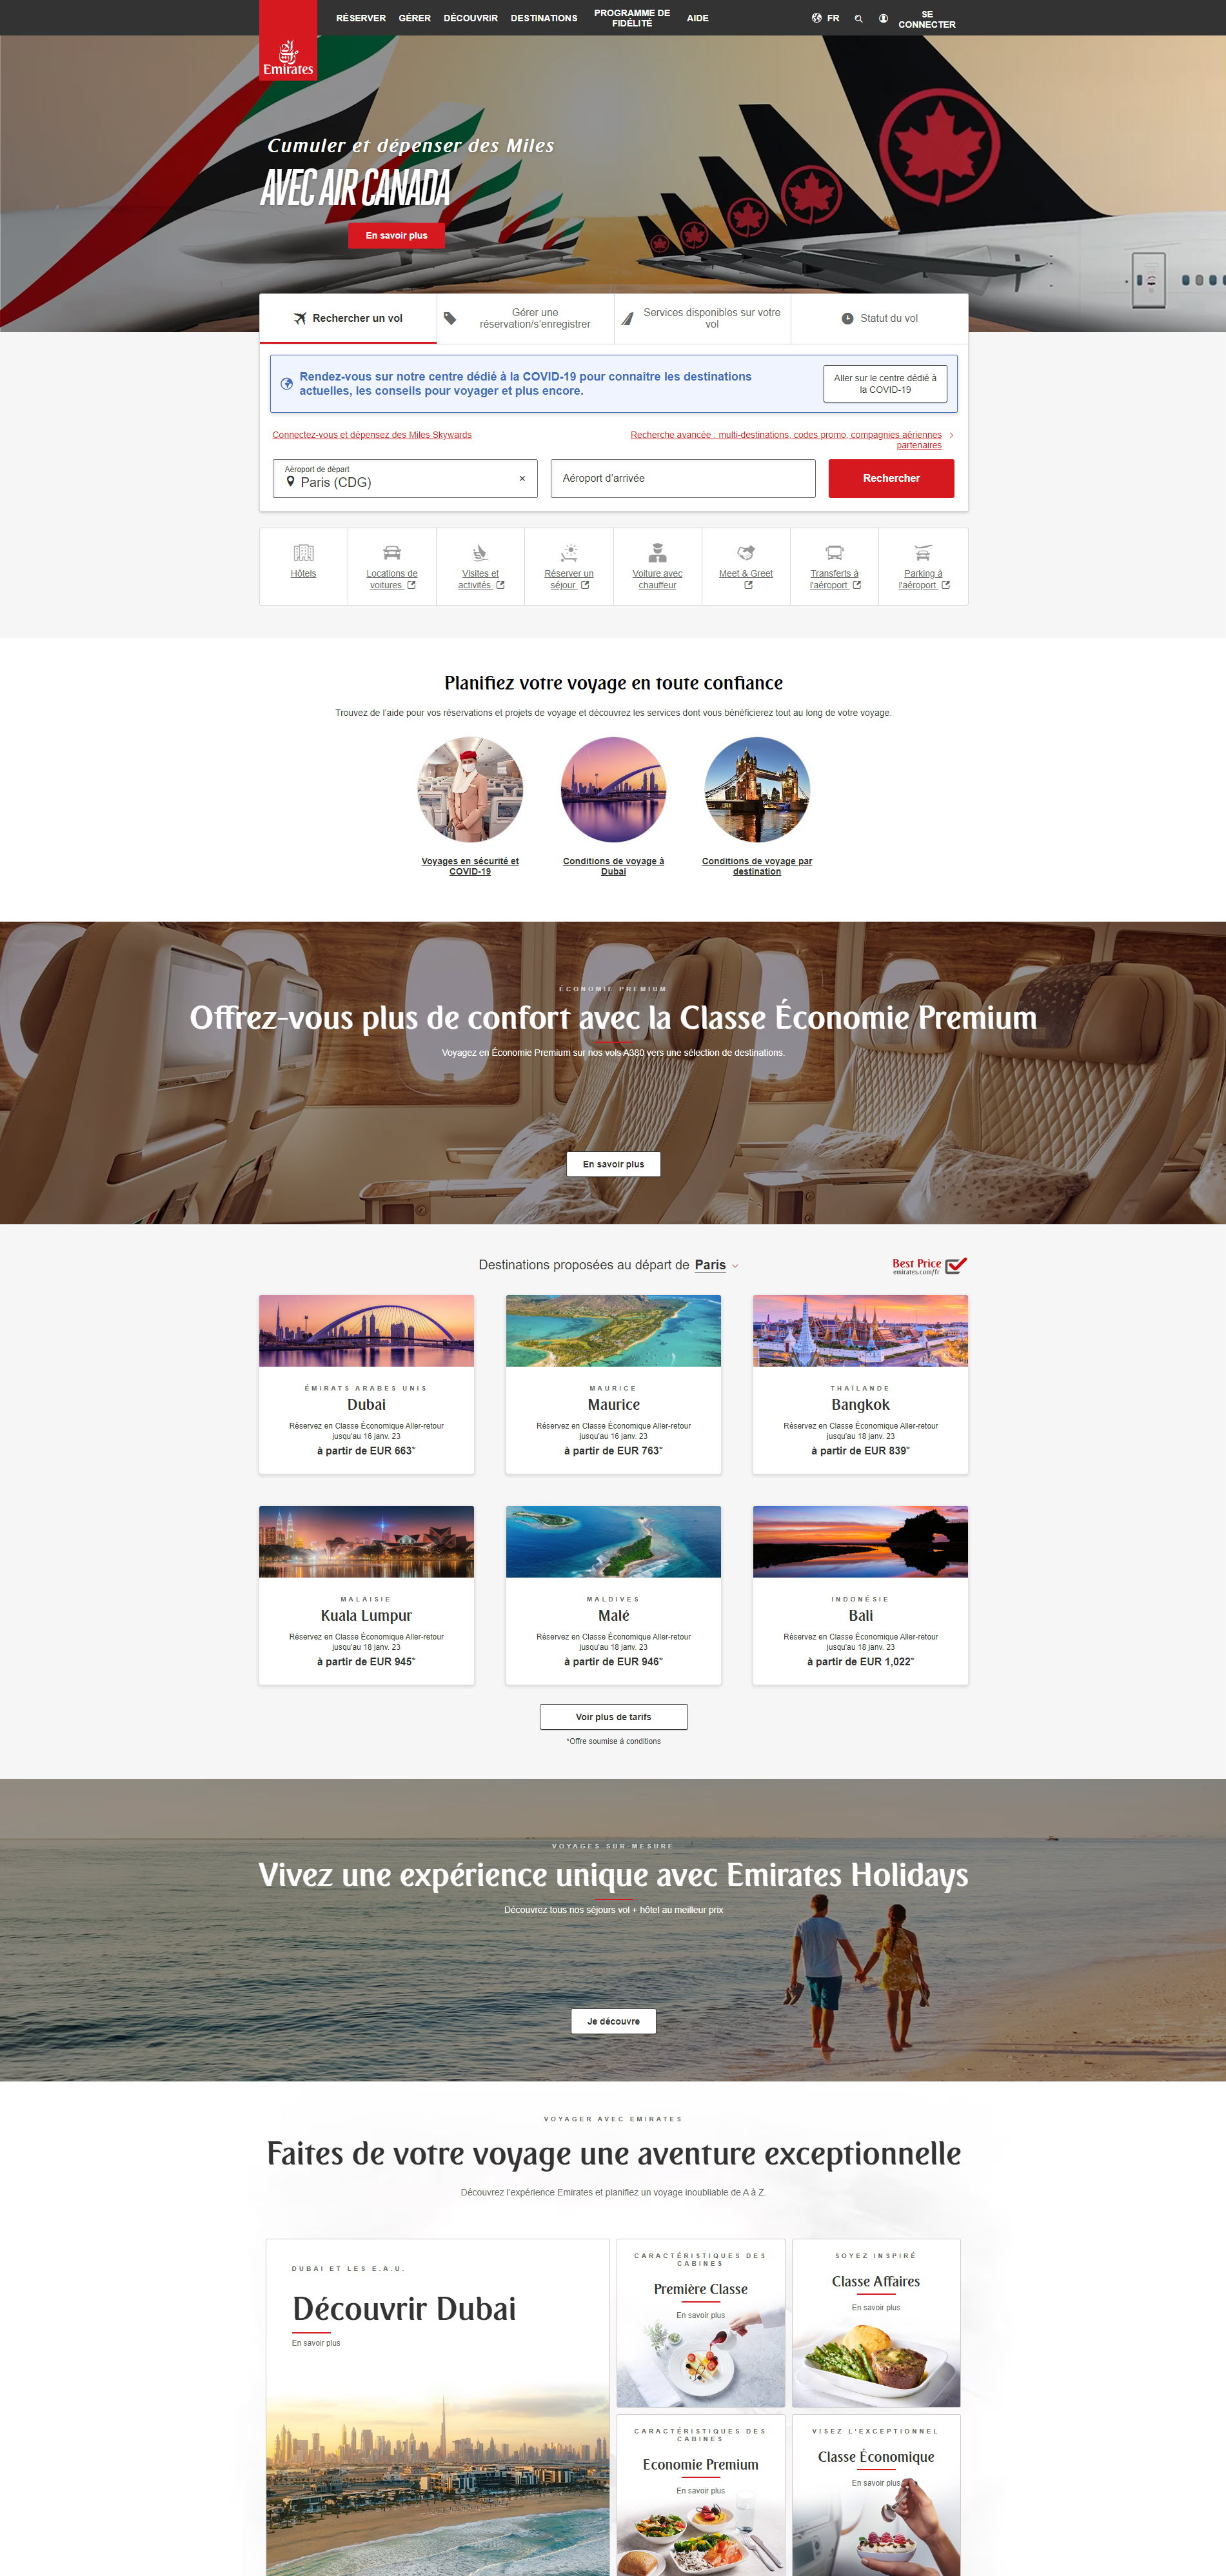 RÉSERVER GÉRER DÉCOUVRIR DESTINATIONS PROGRAMME DE FIDÉLITÉ AIDE FR SE CONNECTER
Emirates
Cumuler et dépenser des Miles
AVEC AIR CANADA
En savoir plus
Rechercher un vol
Gérer une
réservation/s'enregistrer
Services disponibles sur votre
vol
Statut du vol
Rendez-vous sur notre centre dédié à la COVID-19 pour connaître les destinations
actuelles, les conseils pour voyager et plus encore.
Aller sur le centre dédié à
la COVID-19
Connectez-vous et dépensez des Miles Skywards
Recherche avancée : multi-destinations, codes promo, compagnies aériennes
partenaires
Aéroport de départ
Paris (CDG)
Aéroport d'arrivée
Rechercher
Hôtels
Locations de
voitures
Visites et
activités
Réserver un
séjour
Voiture avec
chauffeur
Meet & Greet
Transferts à
l'aéroport
Parking à
l'aéroport
Planifiez votre voyage en toute confiance
Trouvez de l'aide pour vos réservations et projets de voyage et découvrez les services dont vous bénéficierez tout au long de votre voyage.
Voyages en sécurité et
COVID-19
Conditions de voyage à
Dubai
Conditions de voyage par
destination
ÉCONOMIE PREMIUM
Offrez-vous plus de confort avec la Classe Économie Premium
Voyagez en Économie Premium sur nos vols A380 vers une sélection de destinations.
En savoir plus
Destinations proposées au départ de Paris
Best Price
emirates.com/fr
ÉMIRATS ARABES UNIS
Dubai
Réservez en Classe Économique Aller-retour
jusqu'au 16 janv. 23
à partir de EUR 663*
MAURICE
Maurice
Réservez en Classe Économique Aller-retour
jusqu'au 16 janv. 23
à partir de EUR 763*
THAÏLANDE
Bangkok
Réservez en Classe Économique Aller-retour
jusqu'au 18 janv. 23
à partir de EUR 839*
MALAISIE
Kuala Lumpur
Réservez en Classe Économique Aller-retour
jusqu'au 18 janv. 23
à partir de EUR 945*
MALDIVES
Malé
Réservez en Classe Économique Aller-retour
jusqu'au 18 janv. 23
à partir de EUR 946*
INDONÉSIE
Bali
Réservez en Classe Économique Aller-retour
jusqu'au 18 janv. 23
à partir de EUR 1,022*
Voir plus de tarifs
*Offre soumise à conditions
VOYAGES SUR-MESURE
Vivez une expérience unique avec Emirates Holidays
Découvrez tous nos séjours vol + hôtel au meilleur prix
Je découvre
VOYAGER AVEC EMIRATES
Faites de votre voyage une aventure exceptionnelle
Découvrez l'expérience Emirates et planifiez un voyage inoubliable de A à Z.
DUBAI ET LES E.A.U.
Découvrir Dubai
En savoir plus
CARACTÉRISTIQUES DES
CABINES
Première Classe
En savoir plus
SOYEZ INSPIRÉ
Classe Affaires
En savoir plus
CARACTÉRISTIQUES DES
CABINES
Economie Premium
En savoir plus
VISEZ L'EXCEPTIONNEL
Classe Économique
En savoir plus